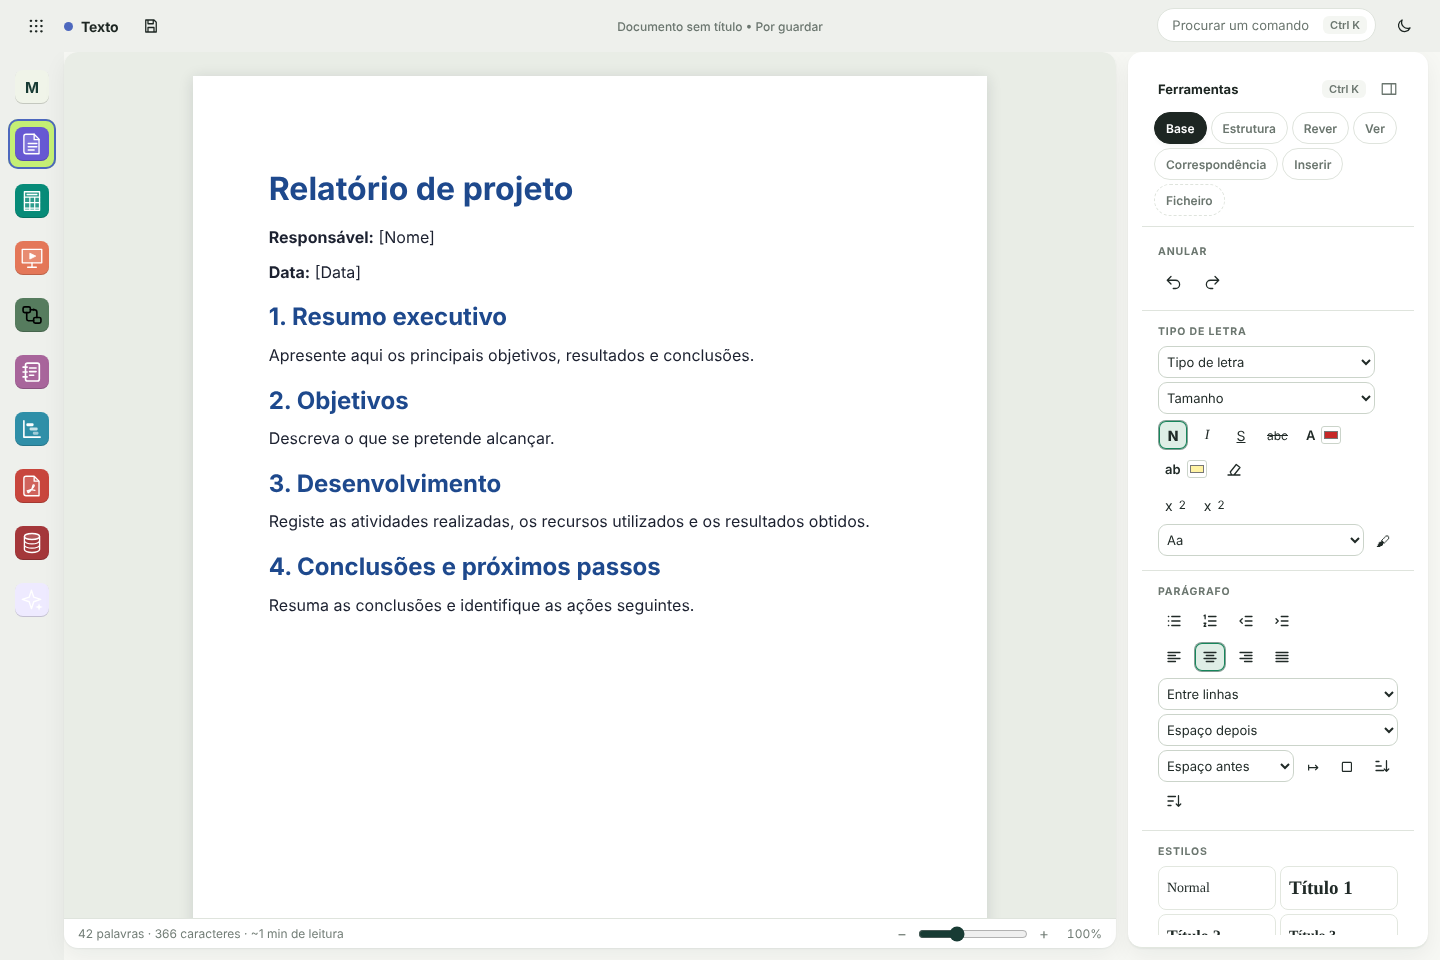 Texto
Documento sem título • Por guardar
Procurar um comando Ctrl K
M
Relatório de projeto
Responsável: [Nome]
Data: [Data]
1. Resumo executivo
Apresente aqui os principais objetivos, resultados e conclusões.
2. Objetivos
Descreva o que se pretende alcançar.
3. Desenvolvimento
Registe as atividades realizadas, os recursos utilizados e os resultados obtidos.
4. Conclusões e próximos passos
Resuma as conclusões e identifique as ações seguintes.
42 palavras · 366 caracteres · ~1 min de leitura
− + 100%
Ferramentas Ctrl K
Base Estrutura Rever Ver
Correspondência Inserir
Ficheiro
ANULAR
TIPO DE LETRA
Tipo de letra
Tamanho
N I S abc A
ab
x 2 x 2
Aa
PARÁGRAFO
Entre linhas
Espaço depois
Espaço antes
ESTILOS
Normal Título 1
Título 2 Título 3